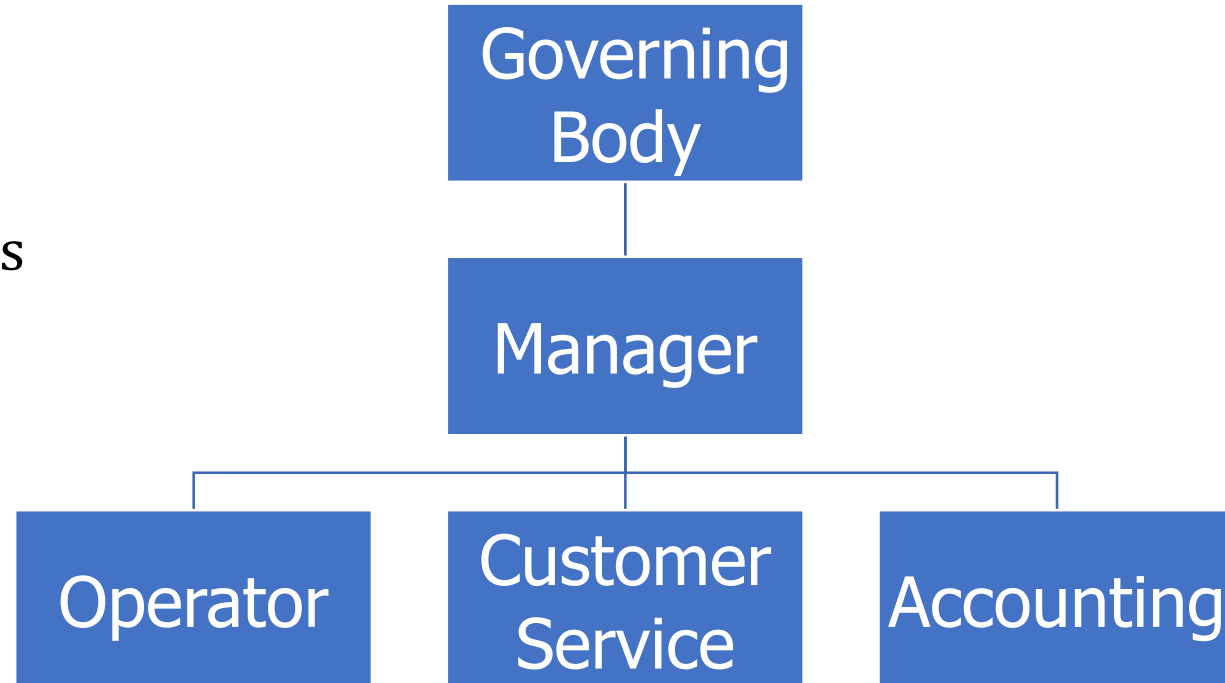 Governing
Body
s
Manager
Operator
Customer
Service
Accounting